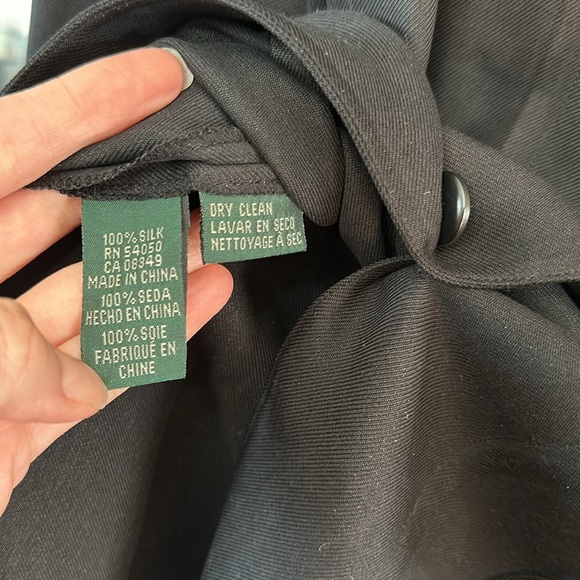 100% SILK
RN 54050
CA 08349
MADE IN CHINA
100% SEDA
HECHO EN CHINA
100% SOIE
FABRIQUÉ EN
CHINE
DRY CLEAN
LAVAR EN SECO
NETTOYAGE À SEC